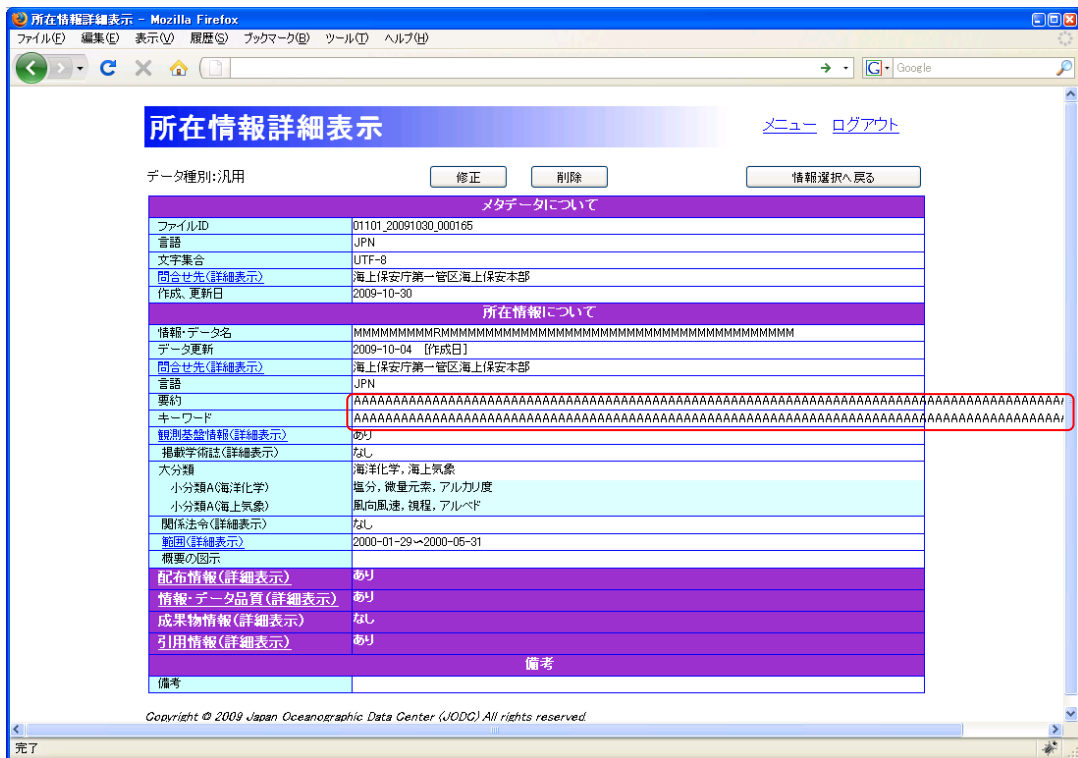 所在情報詳細表示 - Mozilla Firefox
ファイル(F) 編集(E) 表示(V) 履歴(S) ブックマーク(B) ツール(T) ヘルプ(H)
G Google
所在情報詳細表示
メニュー ログアウト
データ種別:汎用 修正 削除 情報選択へ戻る
メタデータについて
ファイルID 01101_20091030_000165
言語 JPN
文字集合 UTF-8
問合せ先(詳細表示) 海上保安庁第一管区海上保安本部
作成、更新日 2009-10-30
所在情報について
情報・データ名
データ更新 2009-10-04 [作成日]
問合せ先(詳細表示) 海上保安庁第一管区海上保安本部
言語 JPN
要約
キーワード
観測基盤情報(詳細表示) あり
掲載学術誌(詳細表示) なし
大分類 海洋化学, 海上気象
小分類A(海洋化学) 塩分, 微量元素, アルカリ度
小分類A(海上気象) 風向風速, 視程, アルベド
関係法令(詳細表示) なし
範囲(詳細表示) 2000-01-29~2000-05-31
概要の図示
配布情報(詳細表示) あり
情報・データ品質(詳細表示) あり
成果物情報(詳細表示) なし
引用情報(詳細表示) あり
備考
備考
Copyright © 2009 Japan Oceanographic Data Center (JODC) All rights reserved.
完了